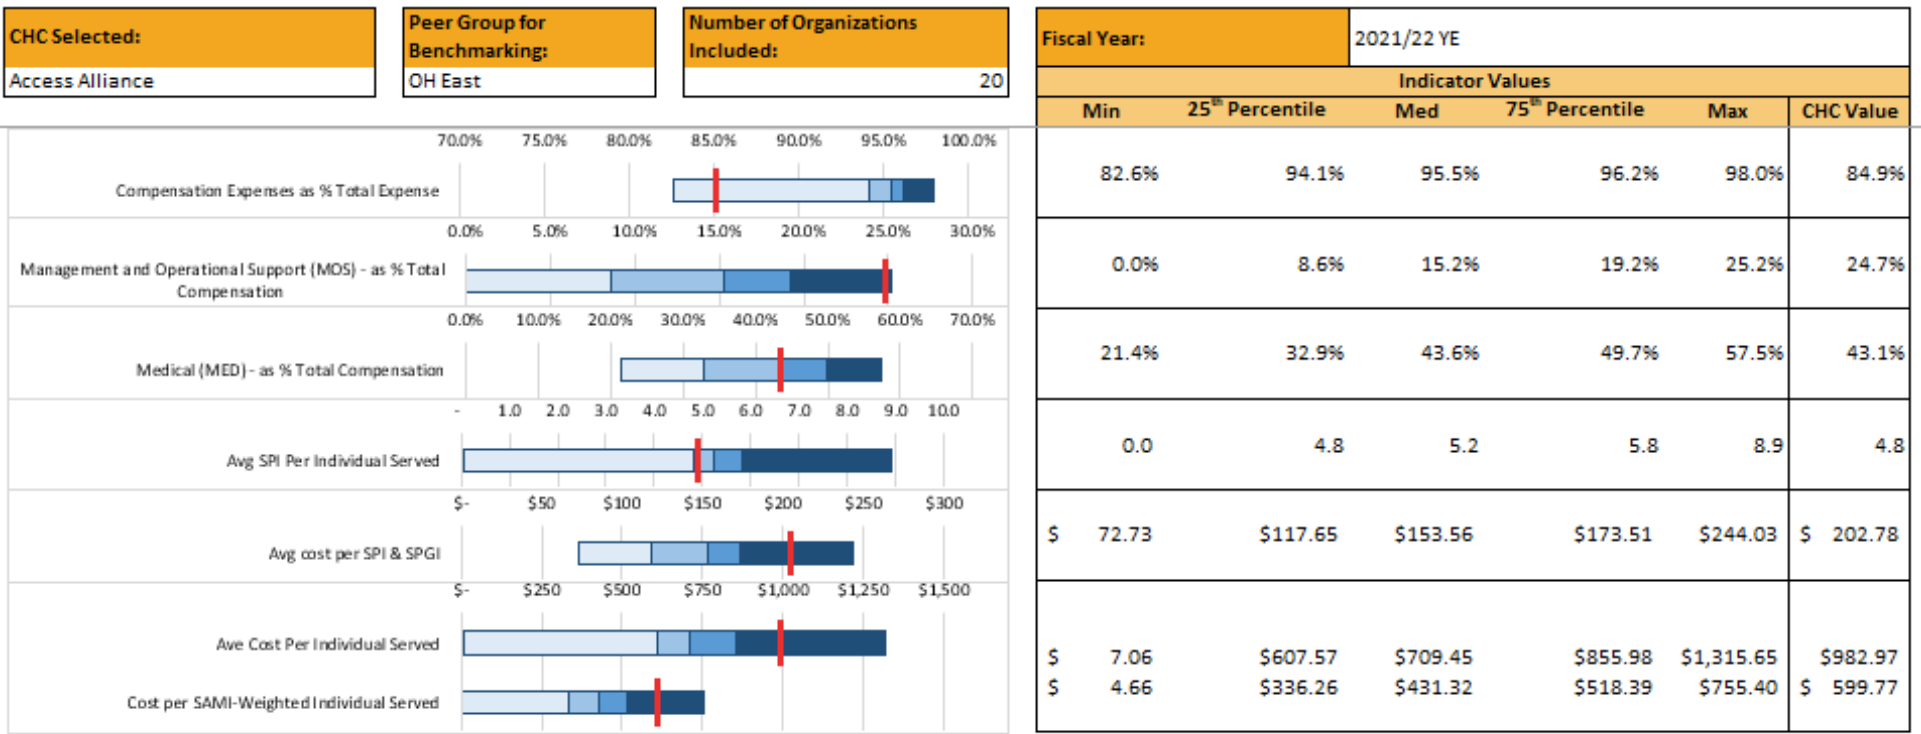 CHC Selected:
Access Alliance
Peer Group for
Benchmarking:
OH East
Number of Organizations
Included:
20
Fiscal Year: 2021/22 YE
Indicator Values
Min 25th Percentile Med 75th Percentile Max CHC Value
70.0% 75.0% 80.0% 85.0% 90.0% 95.0% 100.0%
Compensation Expenses as % Total Expense
82.6% 94.1% 95.5% 96.2% 98.0% 84.9%
0.0% 5.0% 10.0% 15.0% 20.0% 25.0% 30.0%
Management and Operational Support (MOS) - as % Total
Compensation
0.0% 8.6% 15.2% 19.2% 25.2% 24.7%
0.0% 10.0% 20.0% 30.0% 40.0% 50.0% 60.0% 70.0%
Medical (MED) - as % Total Compensation
21.4% 32.9% 43.6% 49.7% 57.5% 43.1%
- 1.0 2.0 3.0 4.0 5.0 6.0 7.0 8.0 9.0 10.0
Avg SPI Per Individual Served
0.0 4.8 5.2 5.8 8.9 4.8
$- $50 $100 $150 $200 $250 $300
Avg cost per SPI & SPGI
$ 72.73 $117.65 $153.56 $173.51 $244.03 $ 202.78
$- $250 $500 $750 $1,000 $1,250 $1,500
Ave Cost Per Individual Served
$ 7.06 $607.57 $709.45 $855.98 $1,315.65 $982.97
Cost per SAMI-Weighted Individual Served
$ 4.66 $336.26 $431.32 $518.39 $755.40 $ 599.77